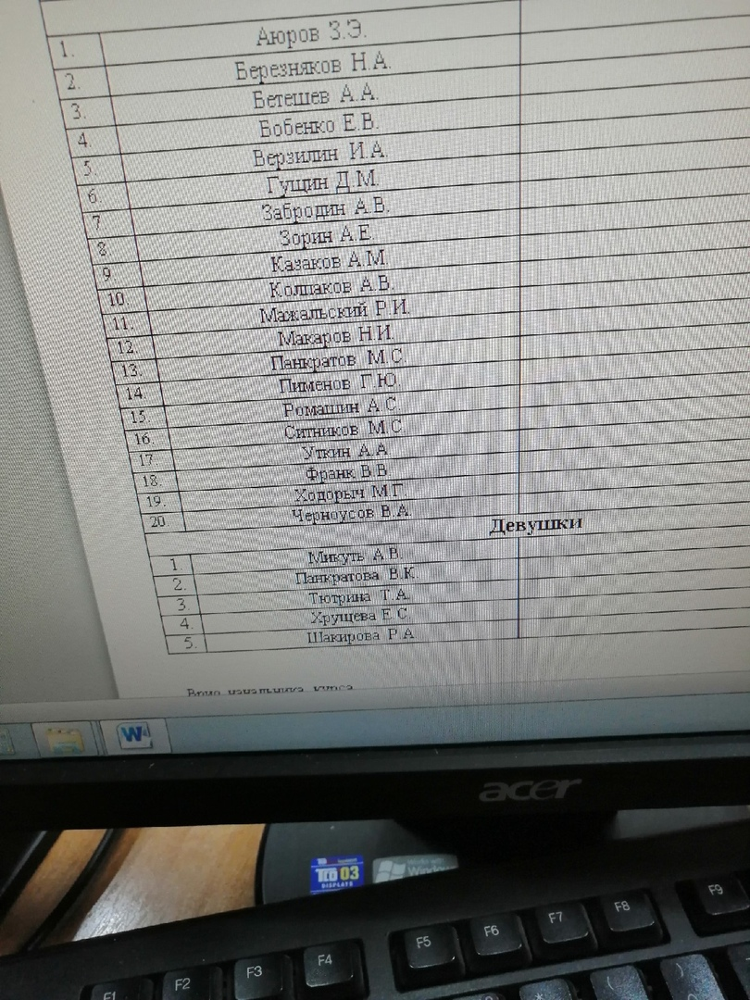 1. Аюров З.Э.
2. Березняков Н.А.
3. Бетешев А.А.
4. Бобенко Е.В.
5. Верзилин И.А.
6. Гущин Д.М.
7 Забродин А.В.
8 Зорин А.Е.
9 Казаков А.М.
10. Колпаков А.В.
11. Мажальский Р.И.
12. Макаров Н.И.
13. Панкратов М.С.
14. Пименов Г.Ю.
15. Ромашин А.С.
16. Ситников М.С.
17. Уткин А.А.
18. Франк В.В.
19. Ходорыч М.Г.
20 Черноусов В.А.
Девушки
1. Микуть А.В.
2. Панкратова В.К.
3 Тютрина Т.А.
4. Хрущева Е.С.
5. Шакирова Р.А.
Врио начальника курса
W
acer
TCO 03
DISPLAYS
Windows
F1 F2 F3 F4 F5 F6 F7 F8 F9
* ( )